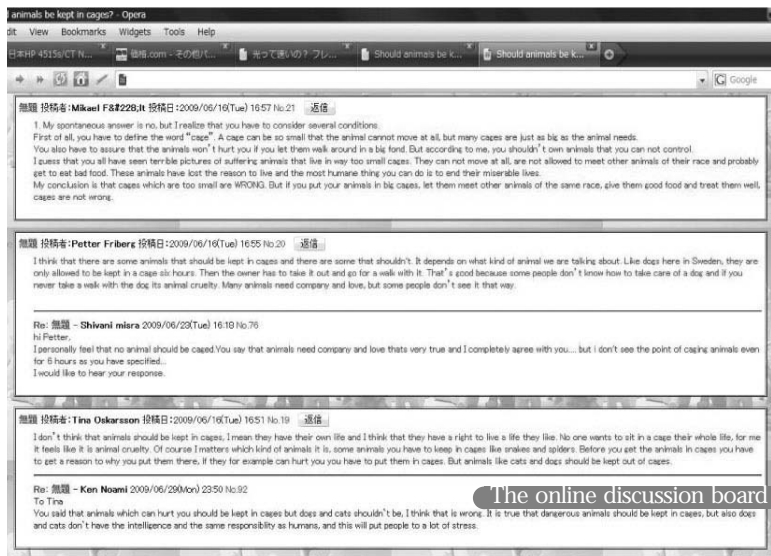 animals be kept in cages? - Opera
dit View Bookmarks Widgets Tools Help
日本HP 4515s/CT N... 価格.com - その他/く... 光って速いの? フレ... Should animals be k... Should animals be k...
Google
無題 投稿者:Mikael F&#228;lt 投稿日:2009/06/16(Tue) 16:57 No.21 返信
1. My spontaneous answer is no, but I realize that you have to consider several conditions.
First of all, you have to define the word "cage". A cage can be so small that the animal cannot move at all, but many cages are just as big as the animal needs.
You also have to assure that the animals won't hurt you if you let them walk around in a big fond. But according to me, you shouldn't own animals that you can not control.
I guess that you all have seen terrible pictures of suffering animals that live in way too small cages. They can not move at all, are not allowed to meet other animals of their race and probably
get to eat bad food. These animals have lost the reason to live and the most humane thing you can do is to end their miserable lives.
My conclusion is that cages which are too small are WRONG. But if you put your animals in big cages, let them meet other animals of the same race, give them good food and treat them well,
cages are not wrong.
無題 投稿者:Petter Friberg 投稿日:2009/06/16(Tue) 16:55 No.20 返信
I think that there are some animals that should be kept in cages and there are some that shouldn't. It depends on what kind of animal we are talking about. Like dogs here in Sweden, they are
only allowed to be kept in a cage six hours. Then the owner has to take it out and go for a walk with it. That's good because some people don't know how to take care of a dog and if you
never take a walk with the dog its animal cruelty. Many animals need company and love, but some people don't see it that way.
Re: 無題 - Shivani misra 2009/06/23(Tue) 16:18 No.76
hi Petter,
I personally feel that no animal should be caged.You say that animals need company and love thats very true and I completely agree with you.... but i don't see the point of caging animals even
for 6 hours as you have specified...
I would like to hear your response.
無題 投稿者:Tina Oskarsson 投稿日:2009/06/16(Tue) 16:51 No.19 返信
I don't think that animals should be kept in cages, I mean they have their own life and I think that they have a right to live a life they like. No one wants to sit in a cage their whole life, for me
it feels like it is animal cruelty. Of course I matters which kind of animals it is, some animals you have to keep in cages like snakes and spiders. Before you get the animals in cages you have
to get a reason to why you put them there, if they for example can hurt you you have to put them in cages. But animals like cats and dogs should be kept out of cages.
Re: 無題 - Ken Noami 2009/06/29(Mon) 23:50 No.92
To Tina
You said that animals which can hurt you should be kept in cages but dogs and cats shouldn't be, I think that is wrong. It is true that dangerous animals should be kept in cages, but also dogs
and cats don't have the intelligence and the same responsibility as humans, and this will put people to a lot of stress.
The online discussion board